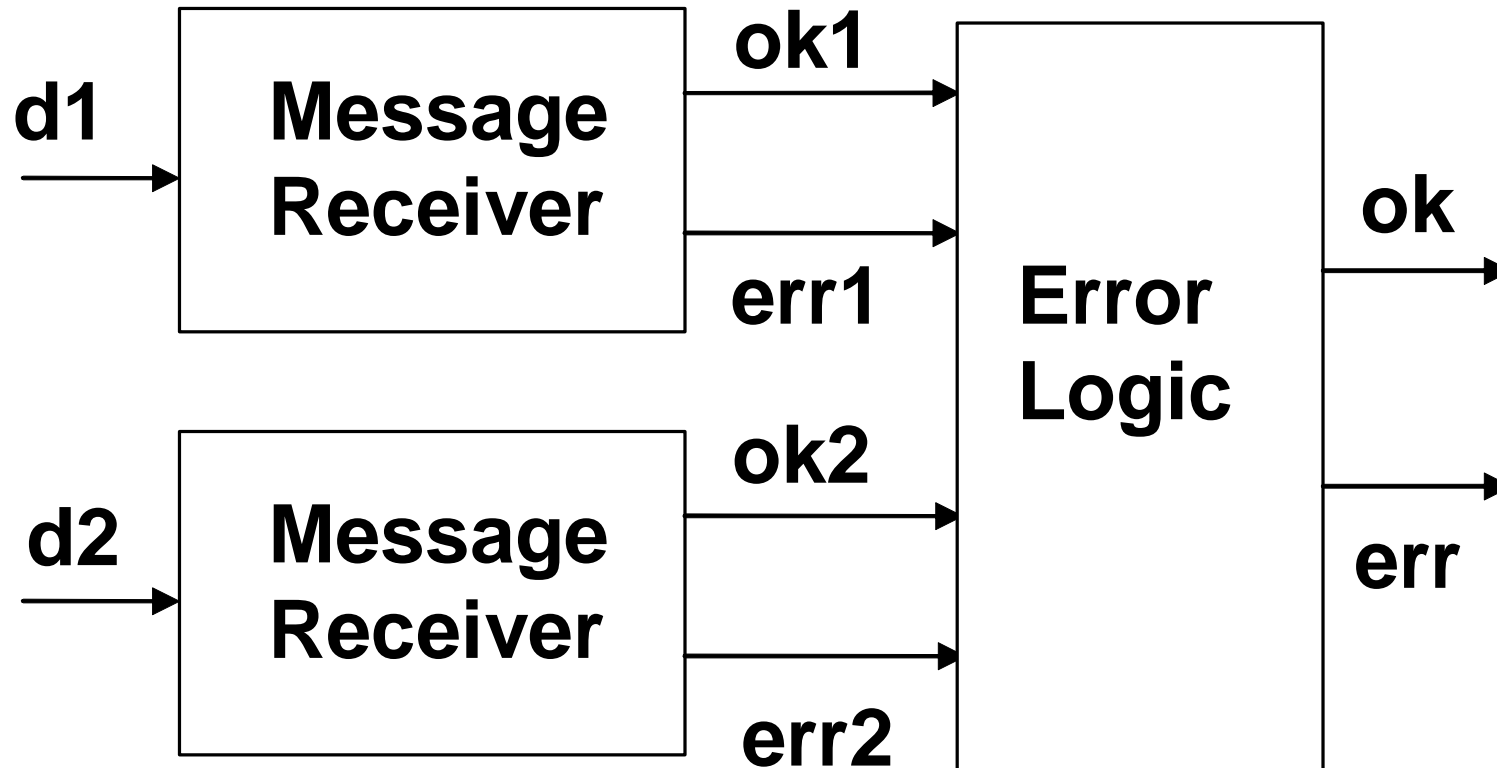 d1
Message
Receiver
ok1
err1
d2
Message
Receiver
ok2
err2
Error
Logic
ok
err